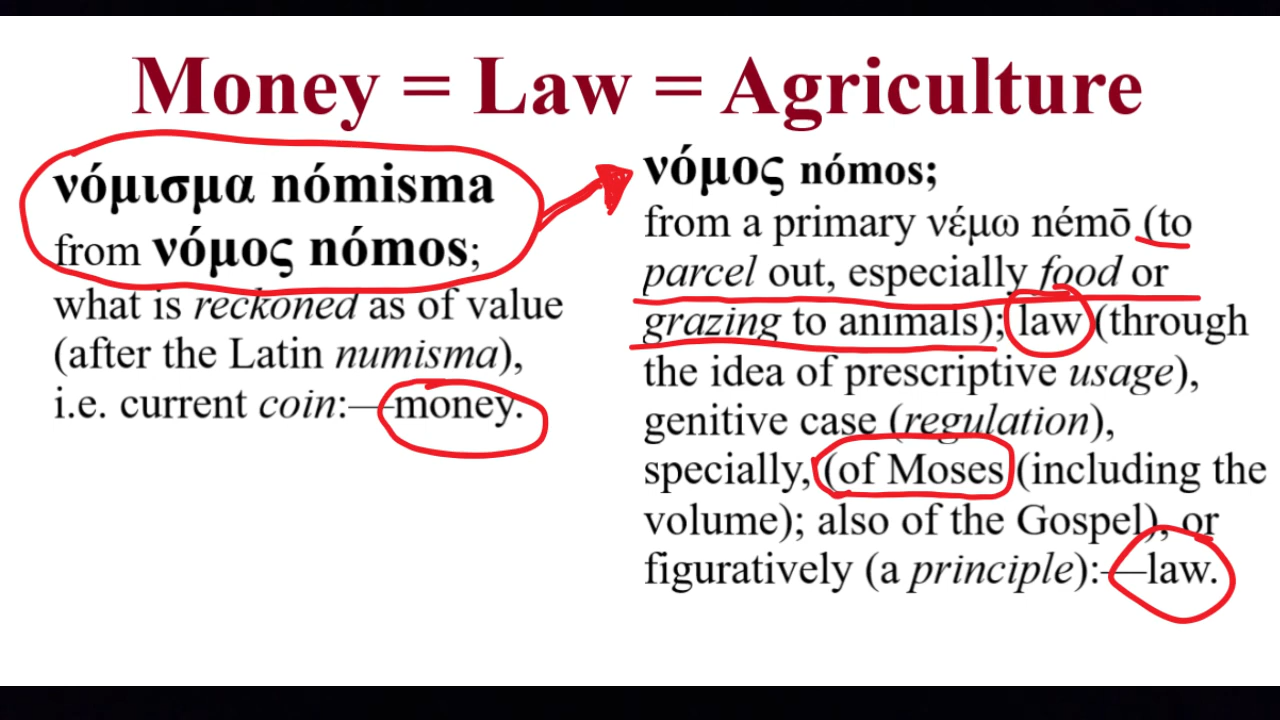 Money = Law = Agriculture
νόμισμα nómisma
from νόμος nómos;
what is reckoned as of value
(after the Latin numisma),
i.e. current coin:—money.
νόμος nómos;
from a primary νέμω némō (to
parcel out, especially food or
grazing to animals); law (through
the idea of prescriptive usage),
genitive case (regulation),
specially, (of Moses (including the
volume); also of the Gospel), or
figuratively (a principle):—law.